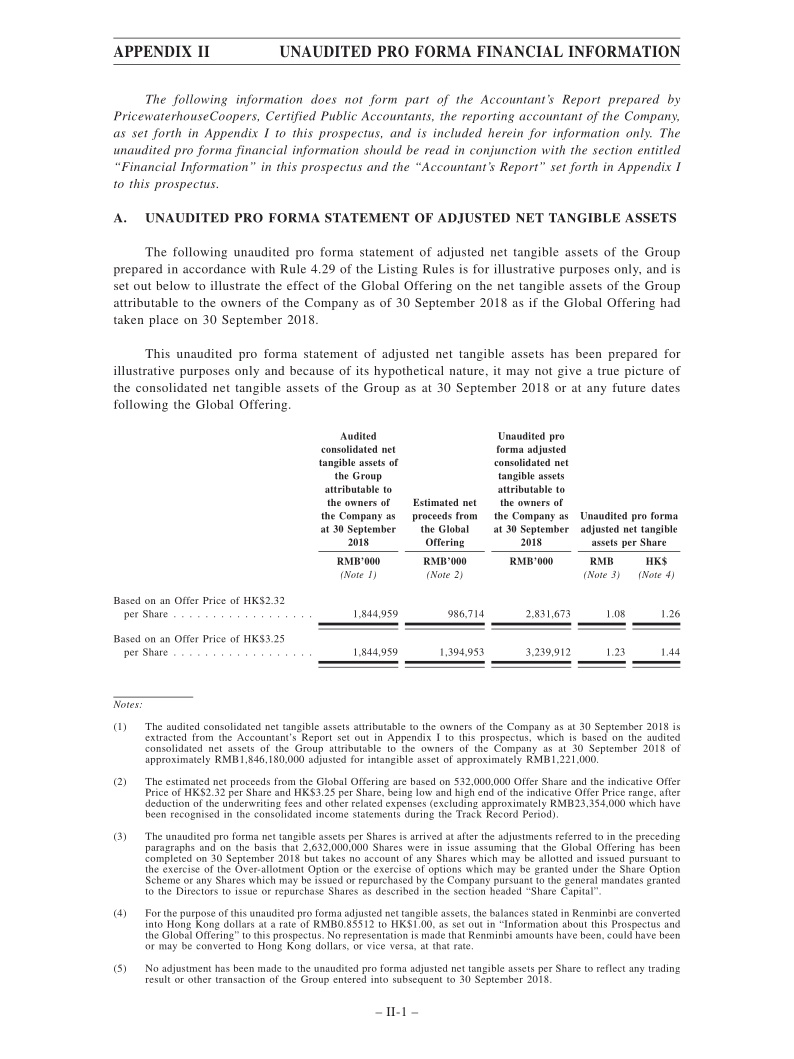 APPENDIX II UNAUDITED PRO FORMA FINANCIAL INFORMATION
The following information does not form part of the Accountant’s Report prepared by
PricewaterhouseCoopers, Certified Public Accountants, the reporting accountant of the Company,
as set forth in Appendix I to this prospectus, and is included herein for information only. The
unaudited pro forma financial information should be read in conjunction with the section entitled
“Financial Information” in this prospectus and the “Accountant’s Report” set forth in Appendix I
to this prospectus.
A. UNAUDITED PRO FORMA STATEMENT OF ADJUSTED NET TANGIBLE ASSETS
The following unaudited pro forma statement of adjusted net tangible assets of the Group
prepared in accordance with Rule 4.29 of the Listing Rules is for illustrative purposes only, and is
set out below to illustrate the effect of the Global Offering on the net tangible assets of the Group
attributable to the owners of the Company as of 30 September 2018 as if the Global Offering had
taken place on 30 September 2018.
This unaudited pro forma statement of adjusted net tangible assets has been prepared for
illustrative purposes only and because of its hypothetical nature, it may not give a true picture of
the consolidated net tangible assets of the Group as at 30 September 2018 or at any future dates
following the Global Offering.
Audited
consolidated net
tangible assets of
the Group
attributable to
the owners of
the Company as
at 30 September
2018
Estimated net
proceeds from
the Global
Offering
Unaudited pro
forma adjusted
consolidated net
tangible assets
attributable to
the owners of
the Company as
at 30 September
2018
Unaudited pro forma
adjusted net tangible
assets per Share
RMB’000 RMB’000 RMB’000 RMB HK$
(Note 1) (Note 2) (Note 3) (Note 4)
Based on an Offer Price of HK$2.32
per Share . . . . . . . . . . . . . . . . . . 1,844,959 986,714 2,831,673 1.08 1.26
Based on an Offer Price of HK$3.25
per Share . . . . . . . . . . . . . . . . . . 1,844,959 1,394,953 3,239,912 1.23 1.44
Notes:
(1) The audited consolidated net tangible assets attributable to the owners of the Company as at 30 September 2018 is
extracted from the Accountant’s Report set out in Appendix I to this prospectus, which is based on the audited
consolidated net assets of the Group attributable to the owners of the Company as at 30 September 2018 of
approximately RMB1,846,180,000 adjusted for intangible asset of approximately RMB1,221,000.
(2) The estimated net proceeds from the Global Offering are based on 532,000,000 Offer Share and the indicative Offer
Price of HK$2.32 per Share and HK$3.25 per Share, being low and high end of the indicative Offer Price range, after
deduction of the underwriting fees and other related expenses (excluding approximately RMB23,354,000 which have
been recognised in the consolidated income statements during the Track Record Period).
(3) The unaudited pro forma net tangible assets per Shares is arrived at after the adjustments referred to in the preceding
paragraphs and on the basis that 2,632,000,000 Shares were in issue assuming that the Global Offering has been
completed on 30 September 2018 but takes no account of any Shares which may be allotted and issued pursuant to
the exercise of the Over-allotment Option or the exercise of options which may be granted under the Share Option
Scheme or any Shares which may be issued or repurchased by the Company pursuant to the general mandates granted
to the Directors to issue or repurchase Shares as described in the section headed “Share Capital”.
(4) For the purpose of this unaudited pro forma adjusted net tangible assets, the balances stated in Renminbi are converted
into Hong Kong dollars at a rate of RMB0.85512 to HK$1.00, as set out in “Information about this Prospectus and
the Global Offering” to this prospectus. No representation is made that Renminbi amounts have been, could have been
or may be converted to Hong Kong dollars, or vice versa, at that rate.
(5) No adjustment has been made to the unaudited pro forma adjusted net tangible assets per Share to reflect any trading
result or other transaction of the Group entered into subsequent to 30 September 2018.
– II-1 –